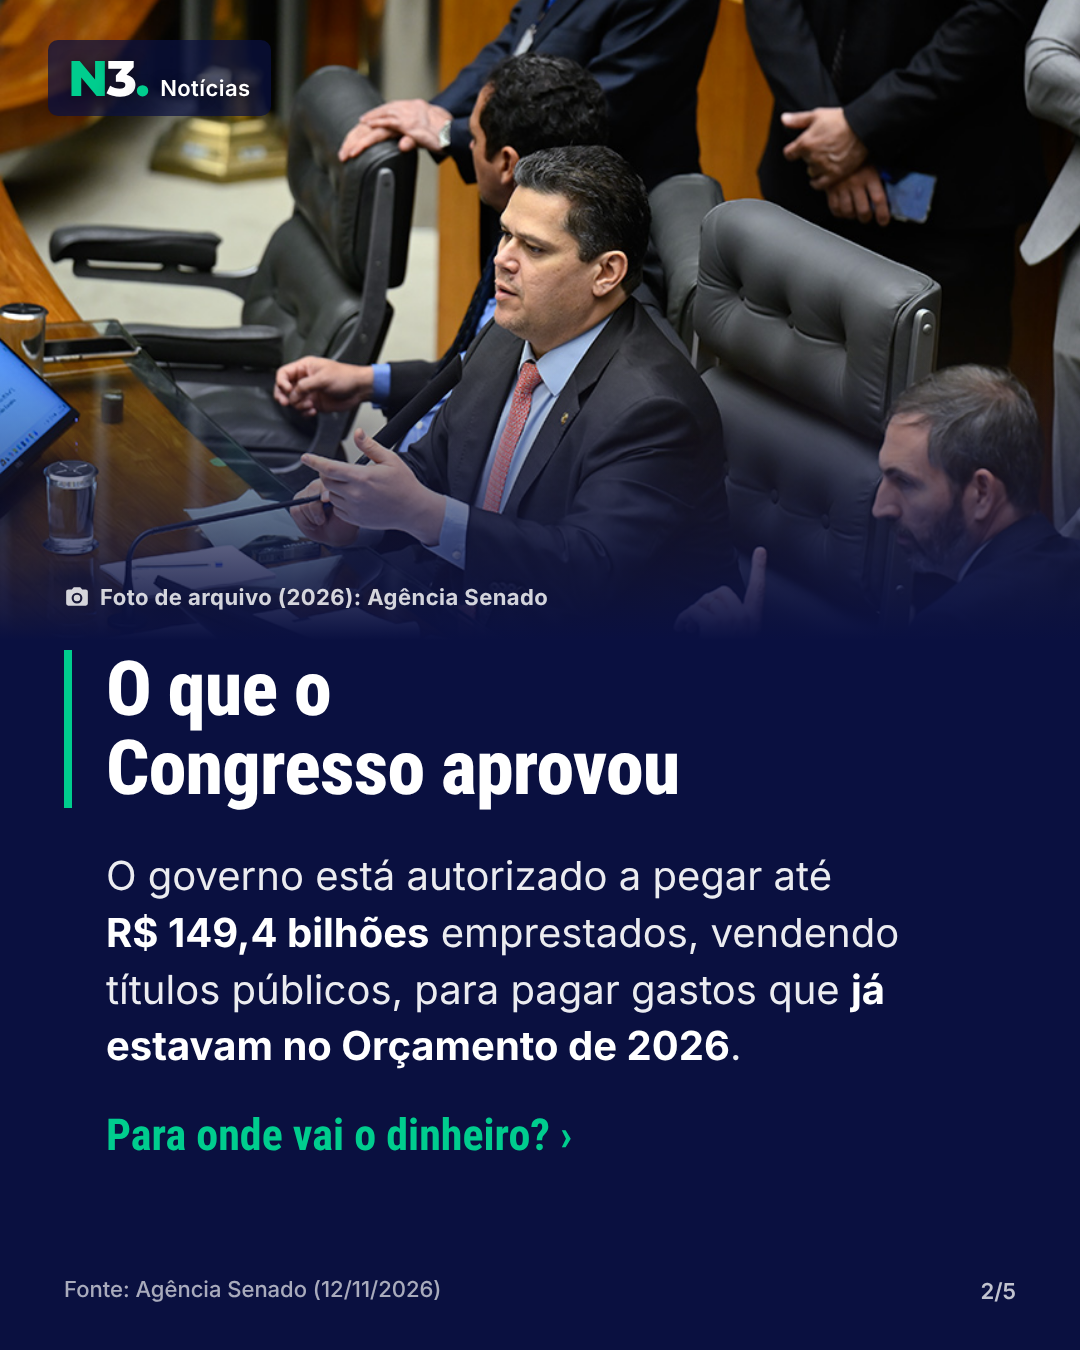 N3. Notícias
Foto de arquivo (2026): Agência Senado
O que o
Congresso aprovou
O governo está autorizado a pegar até
R$ 149,4 bilhões emprestados, vendendo
títulos públicos, para pagar gastos que já
estavam no Orçamento de 2026.
Para onde vai o dinheiro? ›
Fonte: Agência Senado (12/11/2026)
2/5